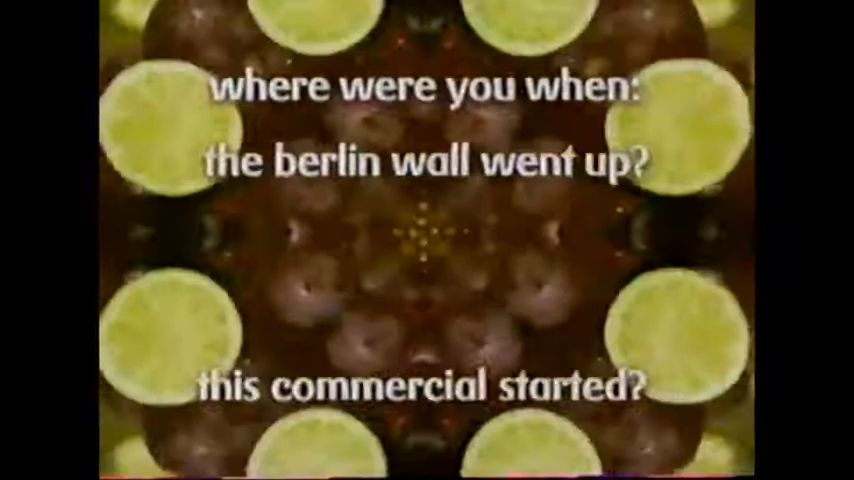 where were you when:
the berlin wall went up?
this commercial started?